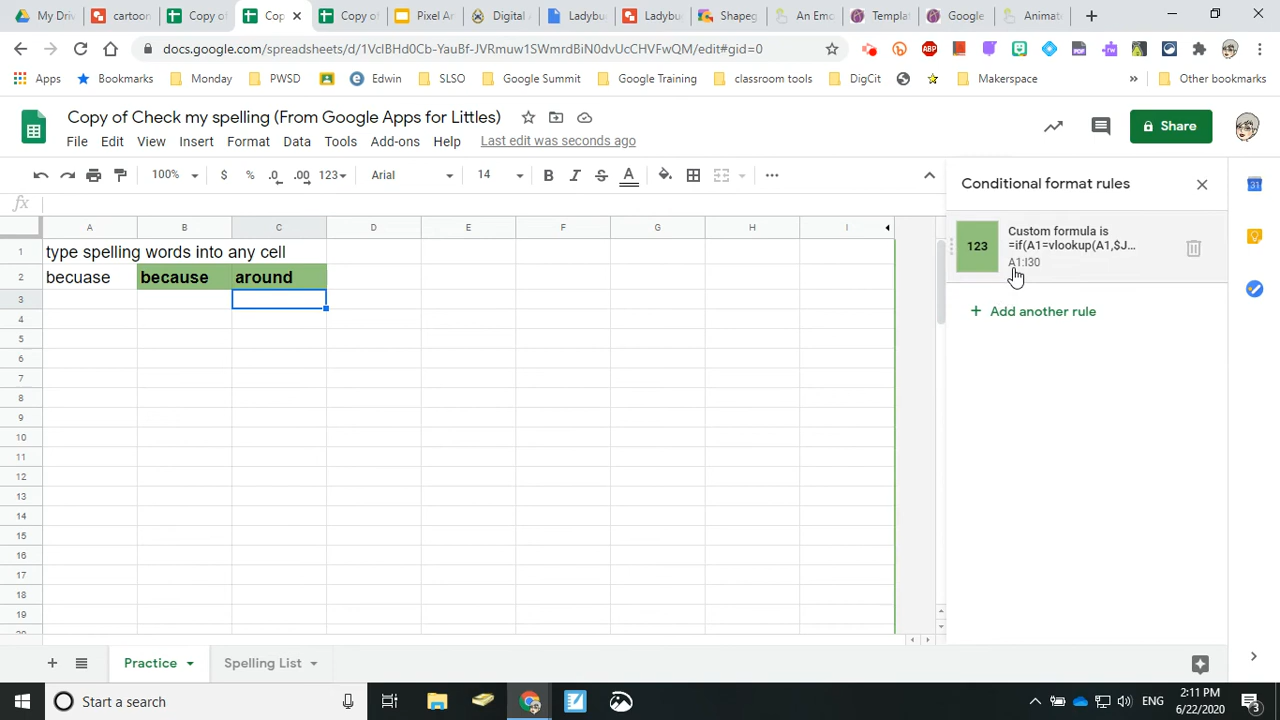 My Dri
cartoon
Copy of
Cop
Copy of
Pixel Ar
Digital
Ladybu
Ladybu
Shapeg
An Em
Templa
Google
Animat
docs.google.com/spreadsheets/d/1VcIBHd0Cb-YauBf-JVRmuw1SWmrdBiN0dvUcCHVFwQM/edit#gid=0
Apps
Bookmarks
Monday
PWSD
Edwin
SLSO
Google Summit
Google Training
classroom tools
DigCit
Makerspace
»
Other bookmarks
Copy of Check my spelling (From Google Apps for Littles)
File Edit View Insert Format Data Tools Add-ons Help Last edit was seconds ago
Share
100% $ % .0 .00 123 Arial 14 B I S A
fx
Conditional format rules
A B C D E F G H I
1 type spelling words into any cell
2 becuase because around
3
4
5
6
7
8
9
10
11
12
13
14
15
16
17
18
19
123
Custom formula is
=if(A1=vlookup(A1,$J...
A1:I30
+ Add another rule
Practice
Spelling List
Start a search
ENG
2:11 PM
6/22/2020
3